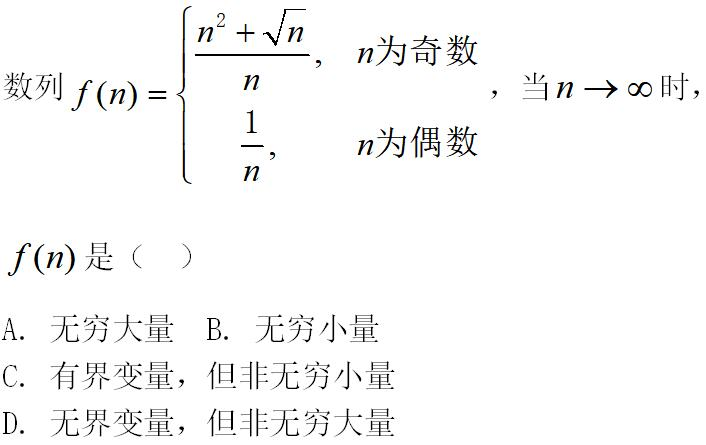 数列 f(n) = { (n² + √n)/n, n为奇数
1/n, n为偶数 ，当 n → ∞ 时，
f(n) 是（　）
A. 无穷大量 B. 无穷小量
C. 有界变量，但非无穷小量
D. 无界变量，但非无穷大量